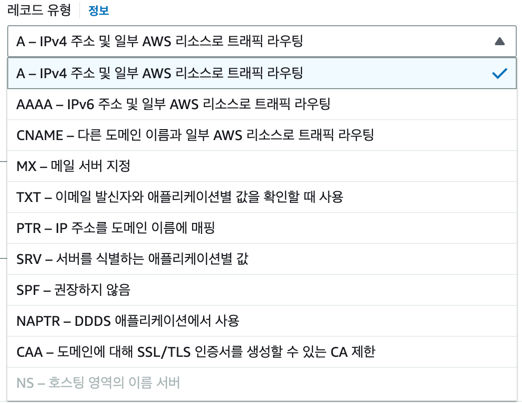 레코드 유형 정보
A – IPv4 주소 및 일부 AWS 리소스로 트래픽 라우팅
A – IPv4 주소 및 일부 AWS 리소스로 트래픽 라우팅
AAAA – IPv6 주소 및 일부 AWS 리소스로 트래픽 라우팅
CNAME – 다른 도메인 이름과 일부 AWS 리소스로 트래픽 라우팅
MX – 메일 서버 지정
TXT – 이메일 발신자와 애플리케이션별 값을 확인할 때 사용
PTR – IP 주소를 도메인 이름에 매핑
SRV – 서버를 식별하는 애플리케이션별 값
SPF – 권장하지 않음
NAPTR – DDDS 애플리케이션에서 사용
CAA – 도메인에 대해 SSL/TLS 인증서를 생성할 수 있는 CA 제한
NS – 호스팅 영역의 이름 서버